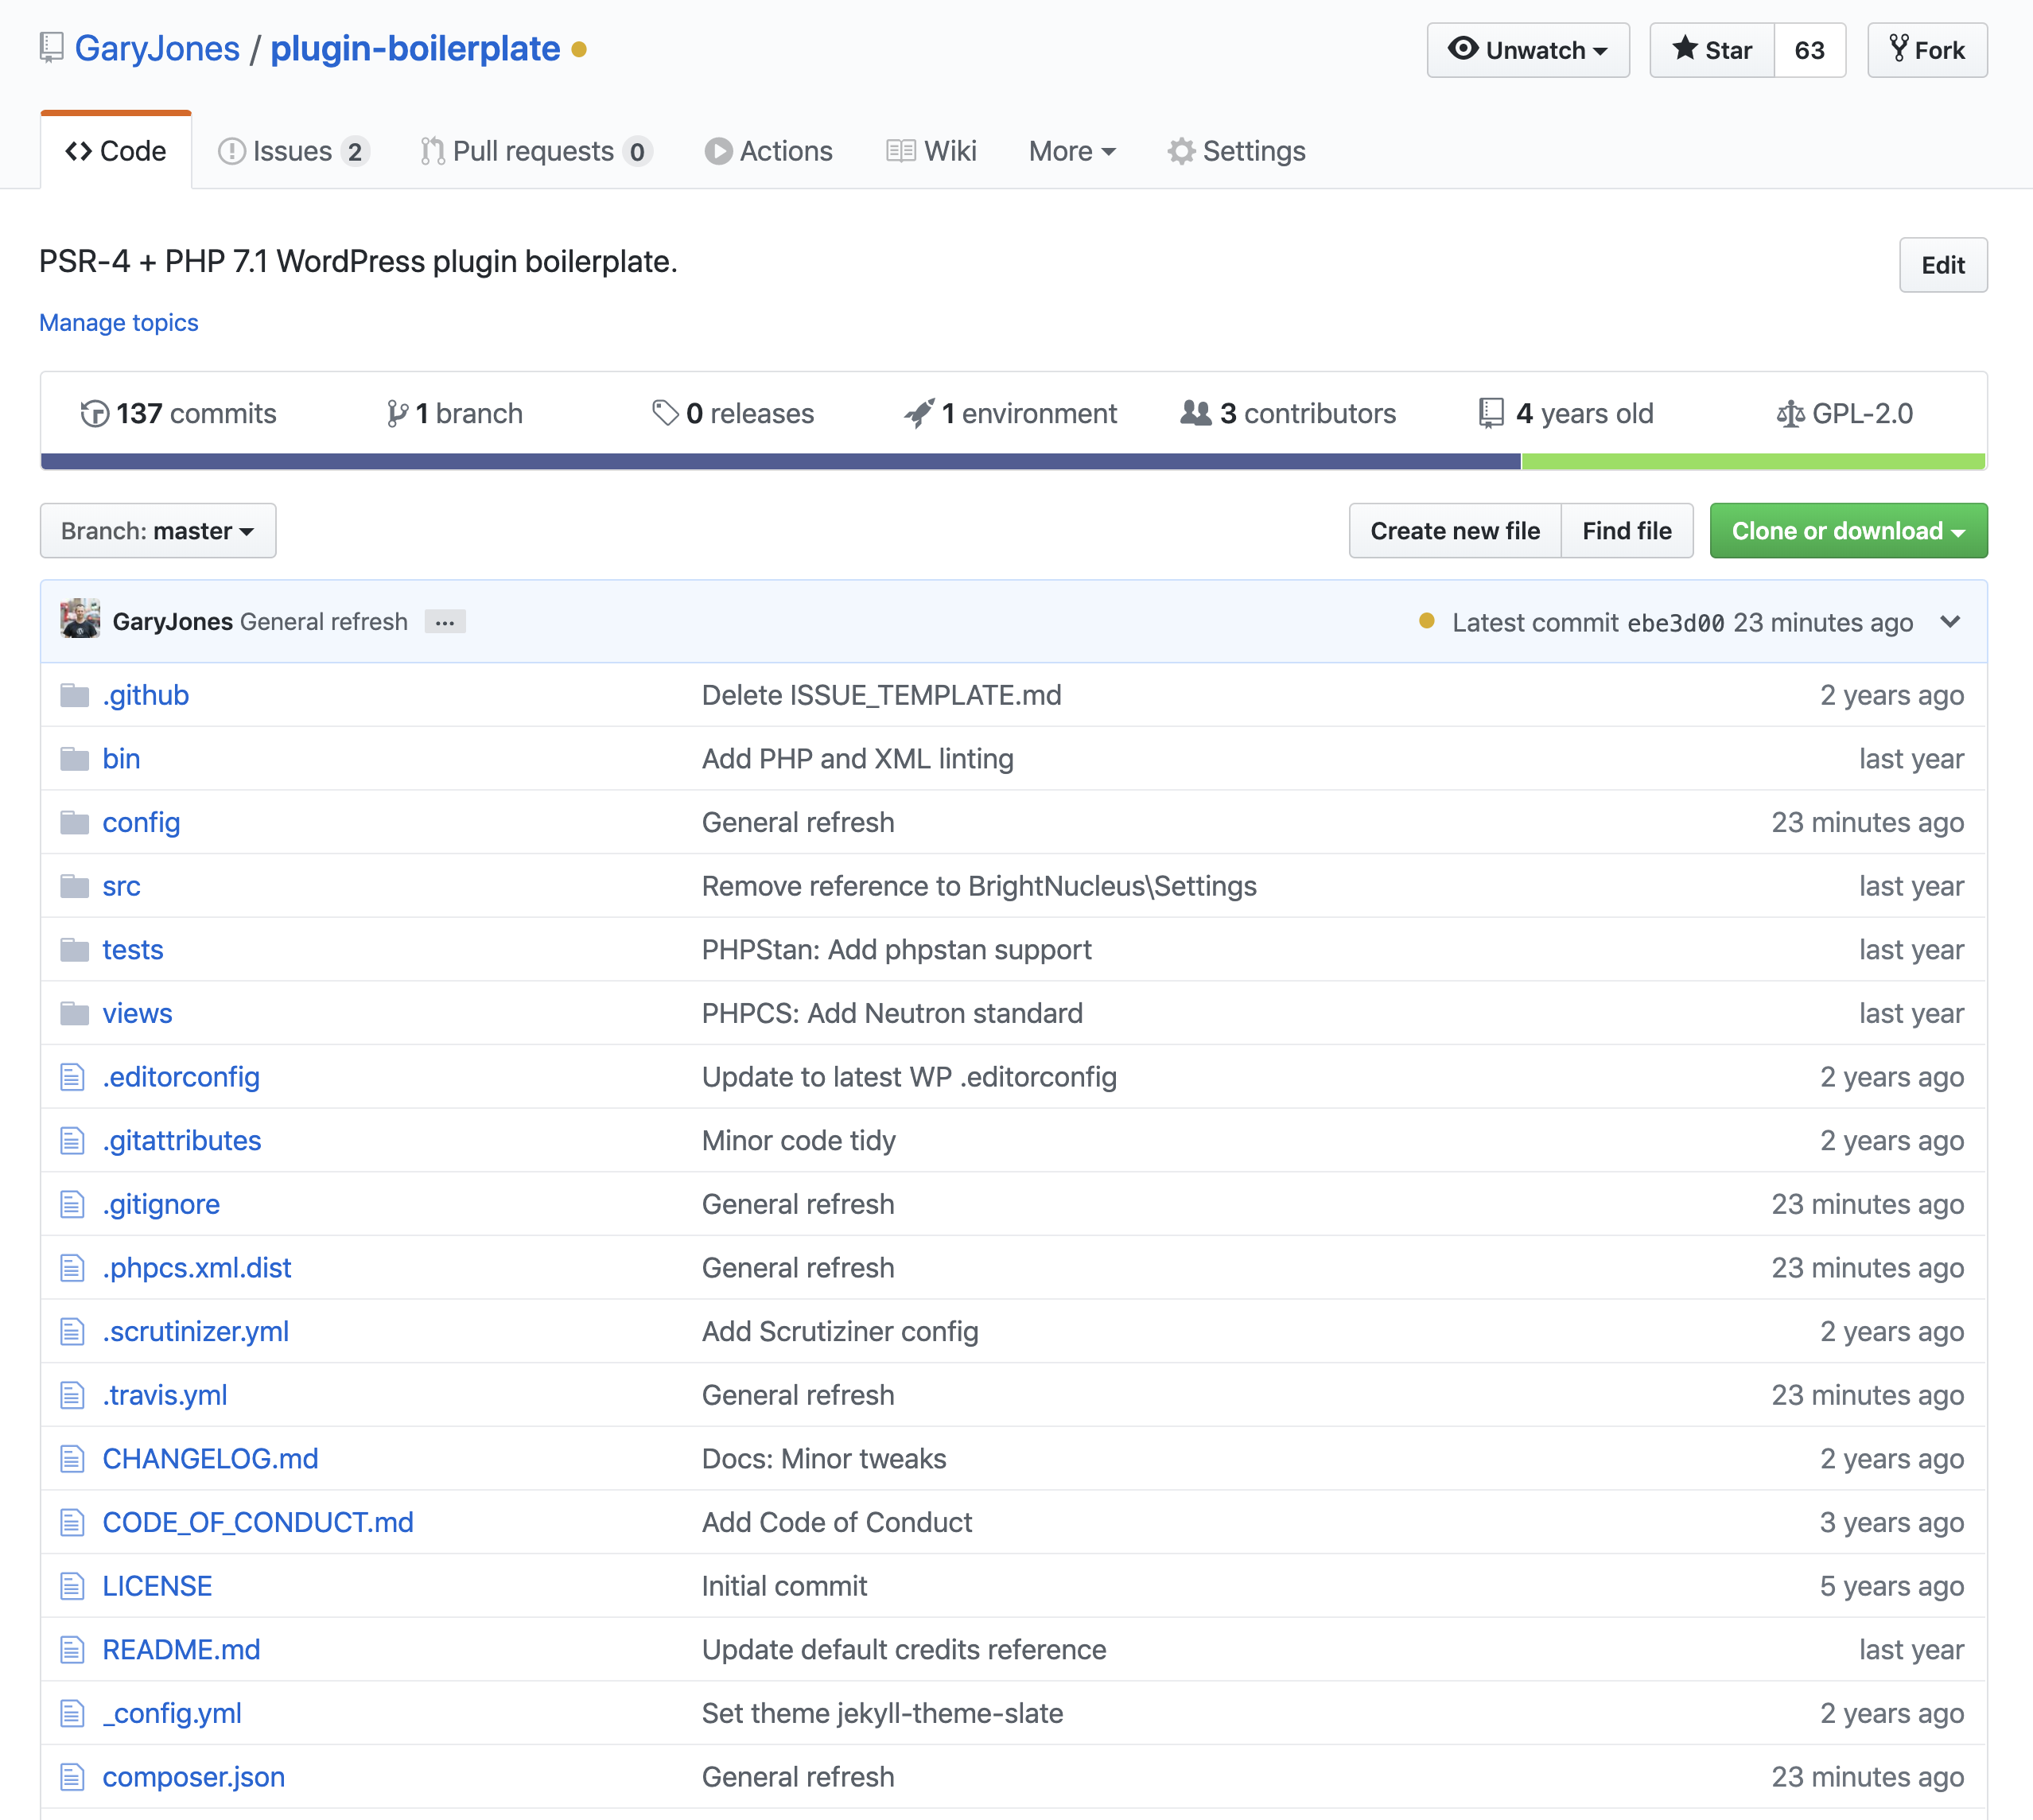 GaryJones / plugin-boilerplate
Unwatch
Star 63
Fork
Code
Issues 2
Pull requests 0
Actions
Wiki
More
Settings
PSR-4 + PHP 7.1 WordPress plugin boilerplate.
Edit
Manage topics
137 commits
1 branch
0 releases
1 environment
3 contributors
4 years old
GPL-2.0
Branch: master
Create new file
Find file
Clone or download
GaryJones General refresh ...
Latest commit ebe3d00 23 minutes ago
.github Delete ISSUE_TEMPLATE.md 2 years ago
bin Add PHP and XML linting last year
config General refresh 23 minutes ago
src Remove reference to BrightNucleus\Settings last year
tests PHPStan: Add phpstan support last year
views PHPCS: Add Neutron standard last year
.editorconfig Update to latest WP .editorconfig 2 years ago
.gitattributes Minor code tidy 2 years ago
.gitignore General refresh 23 minutes ago
.phpcs.xml.dist General refresh 23 minutes ago
.scrutinizer.yml Add Scrutiziner config 2 years ago
.travis.yml General refresh 23 minutes ago
CHANGELOG.md Docs: Minor tweaks 2 years ago
CODE_OF_CONDUCT.md Add Code of Conduct 3 years ago
LICENSE Initial commit 5 years ago
README.md Update default credits reference last year
_config.yml Set theme jekyll-theme-slate 2 years ago
composer.json General refresh 23 minutes ago